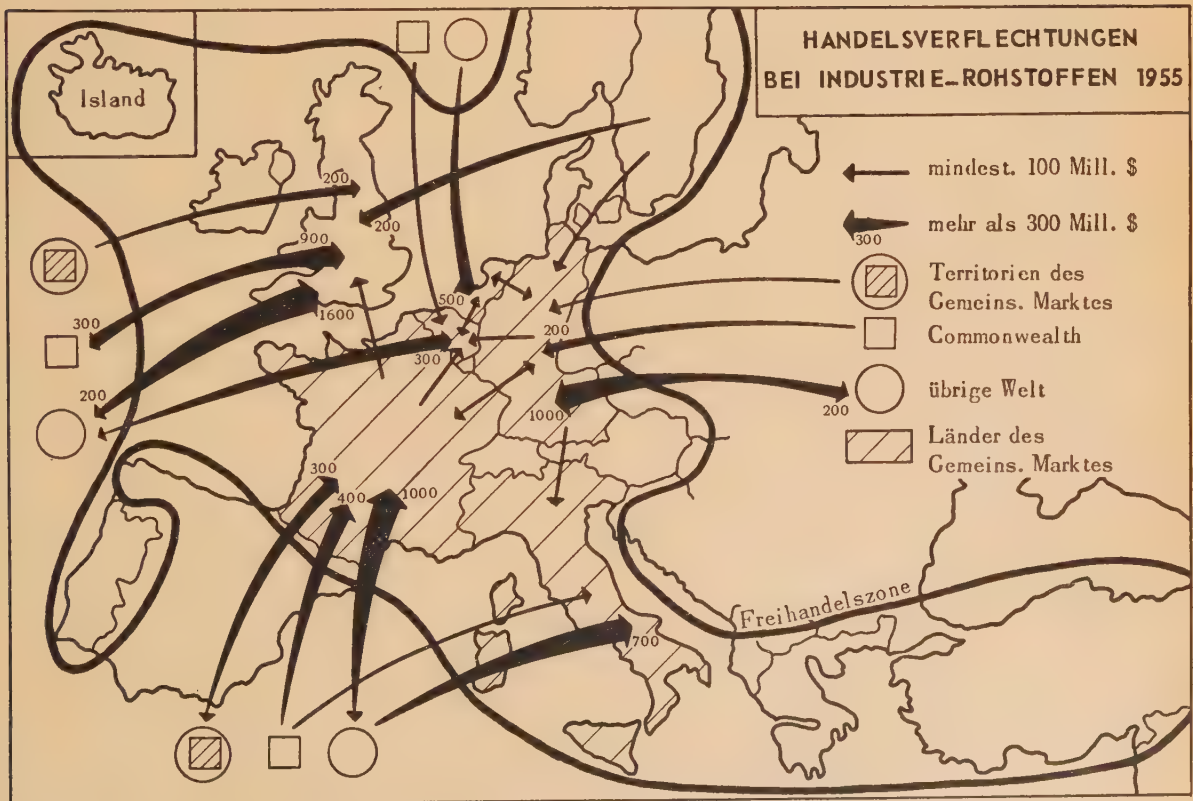 HANDELSVERFLECHTUNGEN
BEI INDUSTRIE-ROHSTOFFEN 1955
Island
mindest. 100 Mill. $
mehr als 300 Mill. $
300
Territorien des
Gemeins. Marktes
Commonwealth
übrige Welt
Länder des
Gemeins. Marktes
200
200
900
300
1600
200
500
300
200
1000
200
300
400
1000
700
Freihandelszone